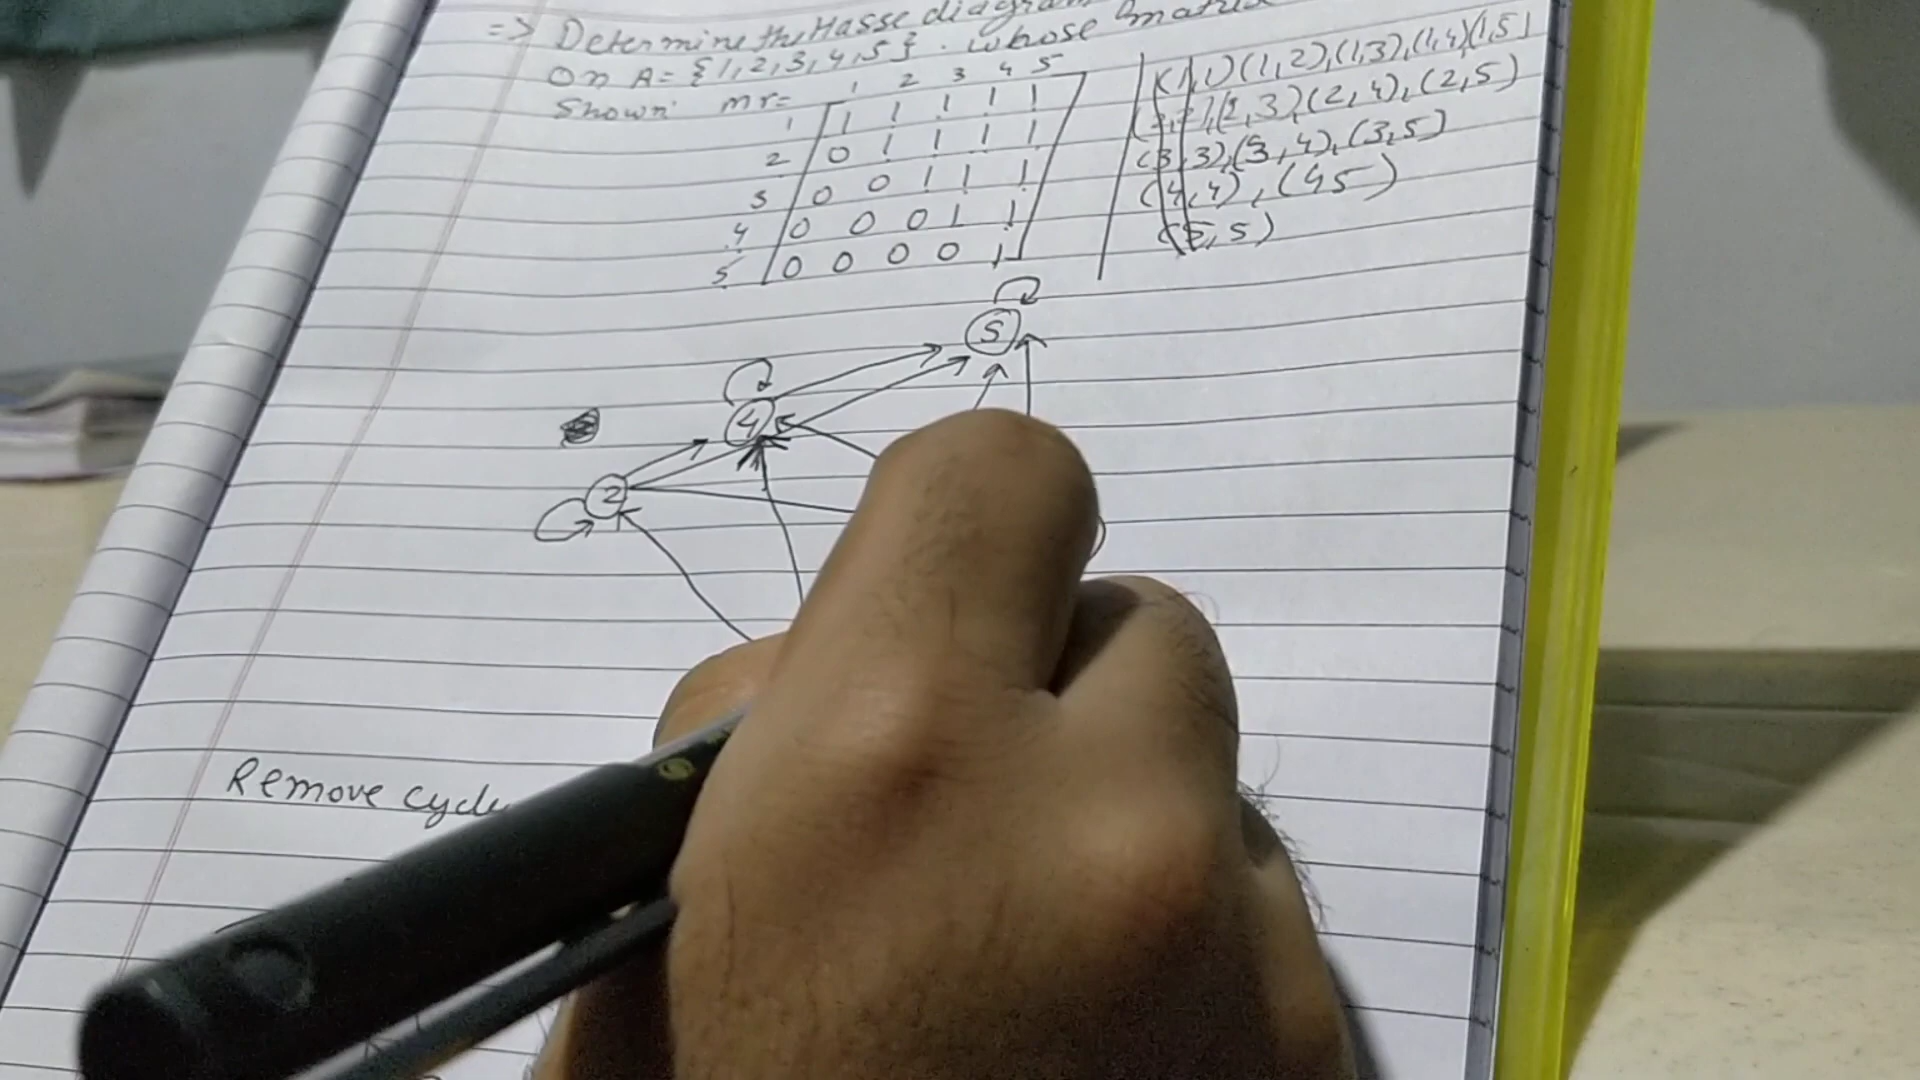 => Determine the Hasse diagram
On A = {1,2,3,4,5} . whose matrix
Shown: mr=
1 2 3 4 5
1 1 1 1 1 1
2 0 1 1 1 1
3 0 0 1 1 1
4 0 0 0 1 1
5 0 0 0 0 1
(1,1)(1,2),(1,3),(1,4)(1,5)
(2,3),(2,4),(2,5)
(3,3),(3,4),(3,5)
(4,4),(4 5)
(5,5)
5
4
2
Remove cycle